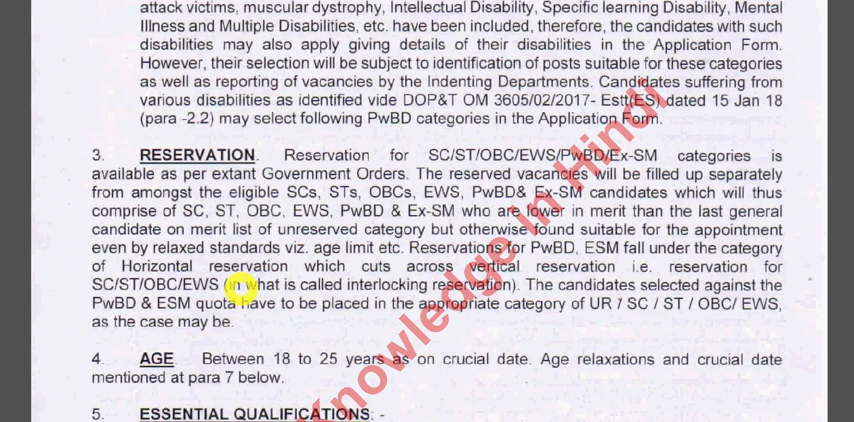 attack victims, muscular dystrophy, Intellectual Disability, Specific learning Disability, Mental
Illness and Multiple Disabilities, etc. have been included, therefore, the candidates with such
disabilities may also apply giving details of their disabilities in the Application Form.
However, their selection will be subject to identification of posts suitable for these categories
as well as reporting of vacancies by the Indenting Departments. Candidates suffering from
various disabilities as identified vide DOP&T OM 3605/02/2017- Estt(ES) dated 15 Jan 18
(para -2.2) may select following PwBD categories in the Application Form.
3. RESERVATION. Reservation for SC/ST/OBC/EWS/PwBD/Ex-SM categories is
available as per extant Government Orders. The reserved vacancies will be filled up separately
from amongst the eligible SCs, STs, OBCs, EWS, PwBD& Ex-SM candidates which will thus
comprise of SC, ST, OBC, EWS, PwBD & Ex-SM who are lower in merit than the last general
candidate on merit list of unreserved category but otherwise found suitable for the appointment
even by relaxed standards viz. age limit etc. Reservations for PwBD, ESM fall under the category
of Horizontal reservation which cuts across vertical reservation i.e. reservation for
SC/ST/OBC/EWS (in what is called interlocking reservation). The candidates selected against the
PwBD & ESM quota have to be placed in the appropriate category of UR / SC / ST / OBC/ EWS,
as the case may be.
4. AGE. Between 18 to 25 years as on crucial date. Age relaxations and crucial date
mentioned at para 7 below.
5. ESSENTIAL QUALIFICATIONS: -
Knowledge In Hindi